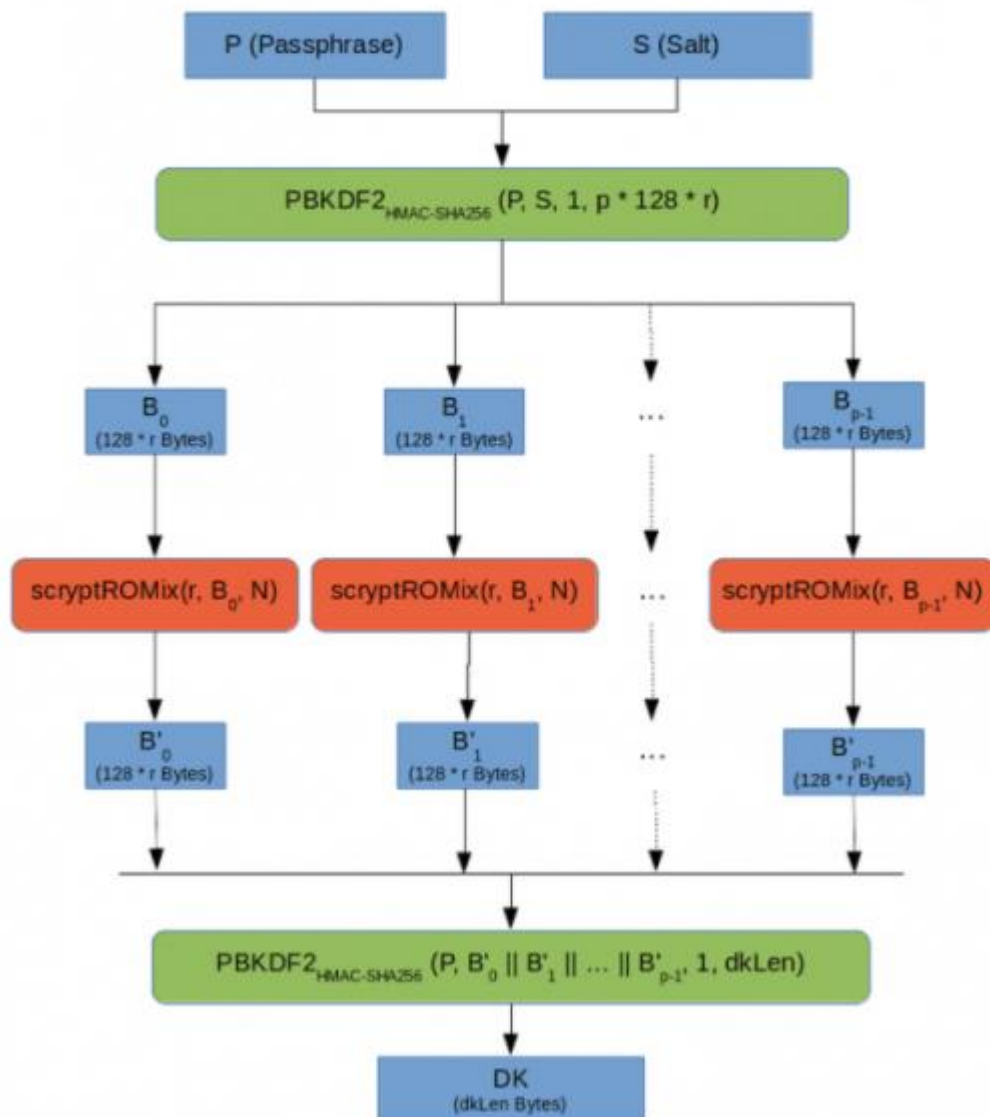 P (Passphrase)
S (Salt)
PBKDF2HMAC-SHA256 (P, S, 1, p * 128 * r)
B0
(128 * r Bytes)
B1
(128 * r Bytes)
...
Bp-1
(128 * r Bytes)
scryptROMix(r, B0, N)
scryptROMix(r, B1, N)
...
scryptROMix(r, Bp-1, N)
B'0
(128 * r Bytes)
B'1
(128 * r Bytes)
...
B'p-1
(128 * r Bytes)
PBKDF2HMAC-SHA256 (P, B'0 || B'1 || ... || B'p-1, 1, dkLen)
DK
(dkLen Bytes)